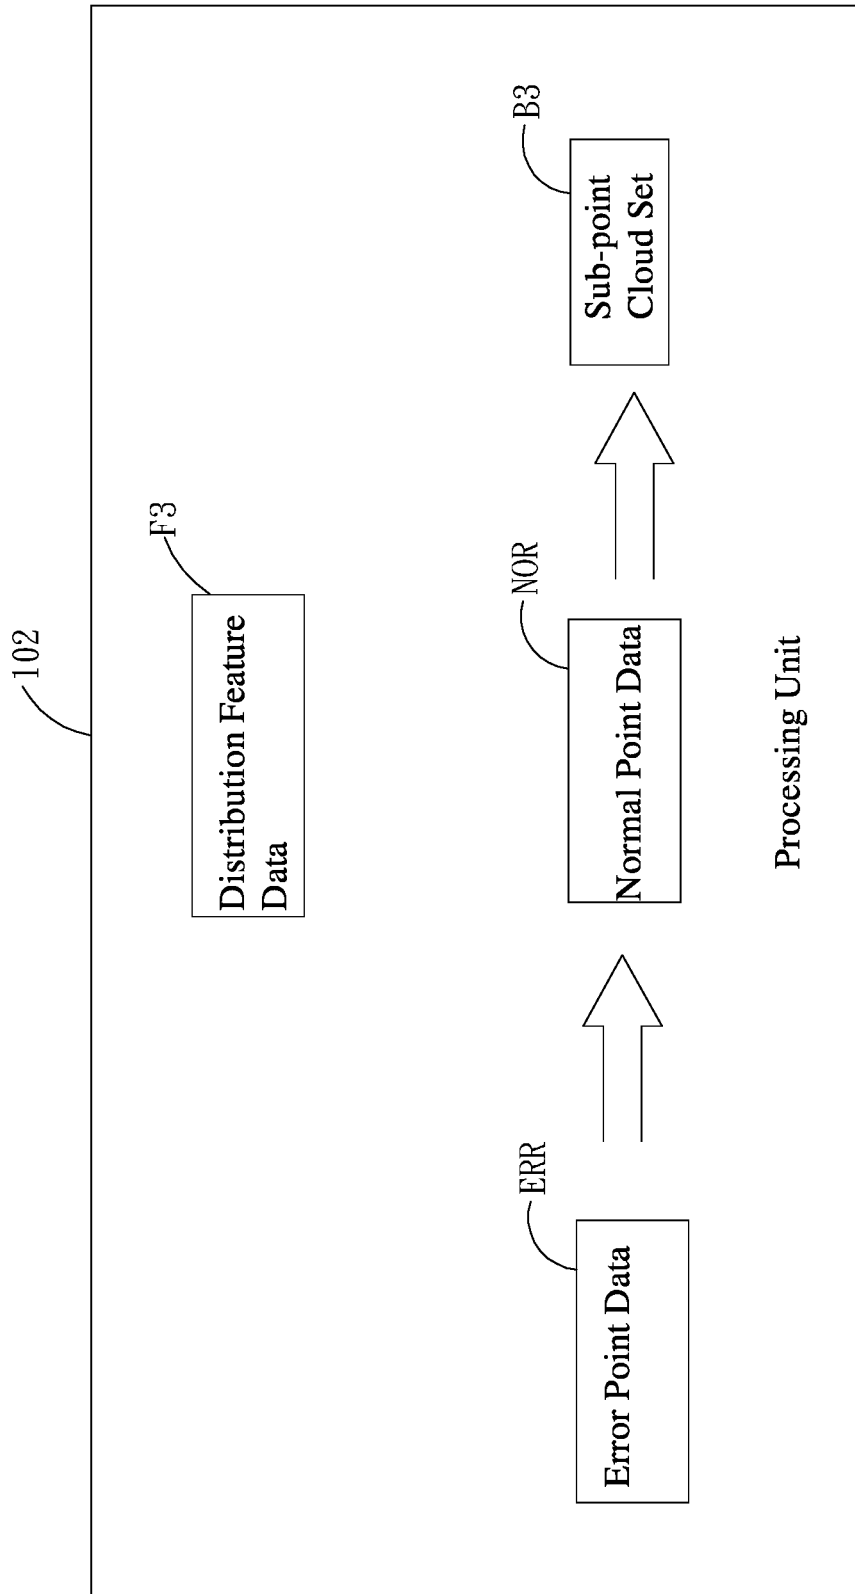 102
F3
Distribution Feature
Data
ERR
NOR
B3
Error Point Data
Normal Point Data
Sub-point
Cloud Set
Processing Unit